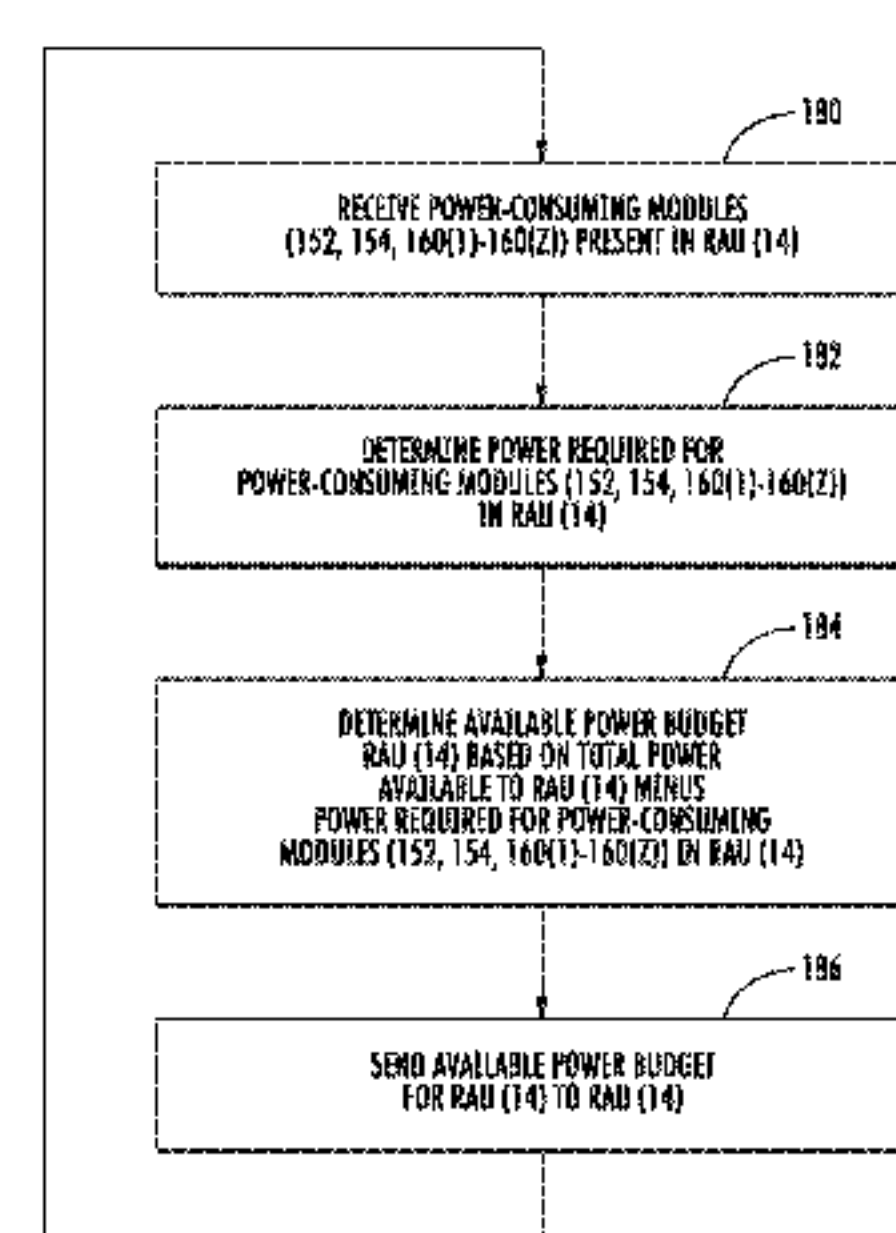 190
RECEIVE POWER-CONSUMING MODULES
(152, 154, 160(1)-160(Z)) PRESENT IN RAU (14)
192
DETERMINE POWER REQUIRED FOR
POWER-CONSUMING MODULES (152, 154, 160(1)-160(Z))
IN RAU (14)
194
DETERMINE AVAILABLE POWER BUDGET
RAU (14) BASED ON TOTAL POWER
AVAILABLE TO RAU (14) MINUS
POWER REQUIRED FOR POWER-CONSUMING
MODULES (152, 154, 160(1)-160(Z)) IN RAU (14)
196
SEND AVAILABLE POWER BUDGET
FOR RAU (14) TO RAU (14)